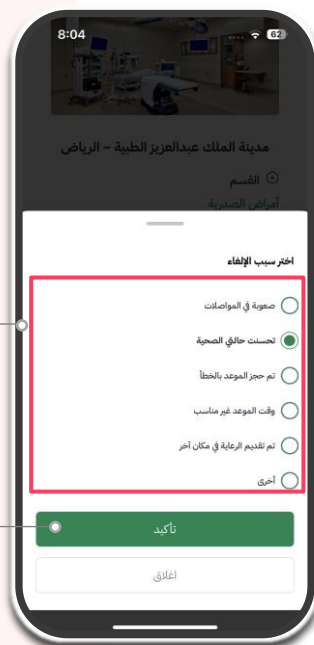 8:04
62
مدينة الملك عبدالعزيز الطبية – الرياض
القسم
أمراض الصدرية
اختر سبب الإلغاء
صعوبة في المواصلات
تحسنت حالتي الصحية
تم حجز الموعد بالخطأ
وقت الموعد غير مناسب
تم تقديم الرعاية في مكان آخر
أخرى
تأكيد
اغلاق